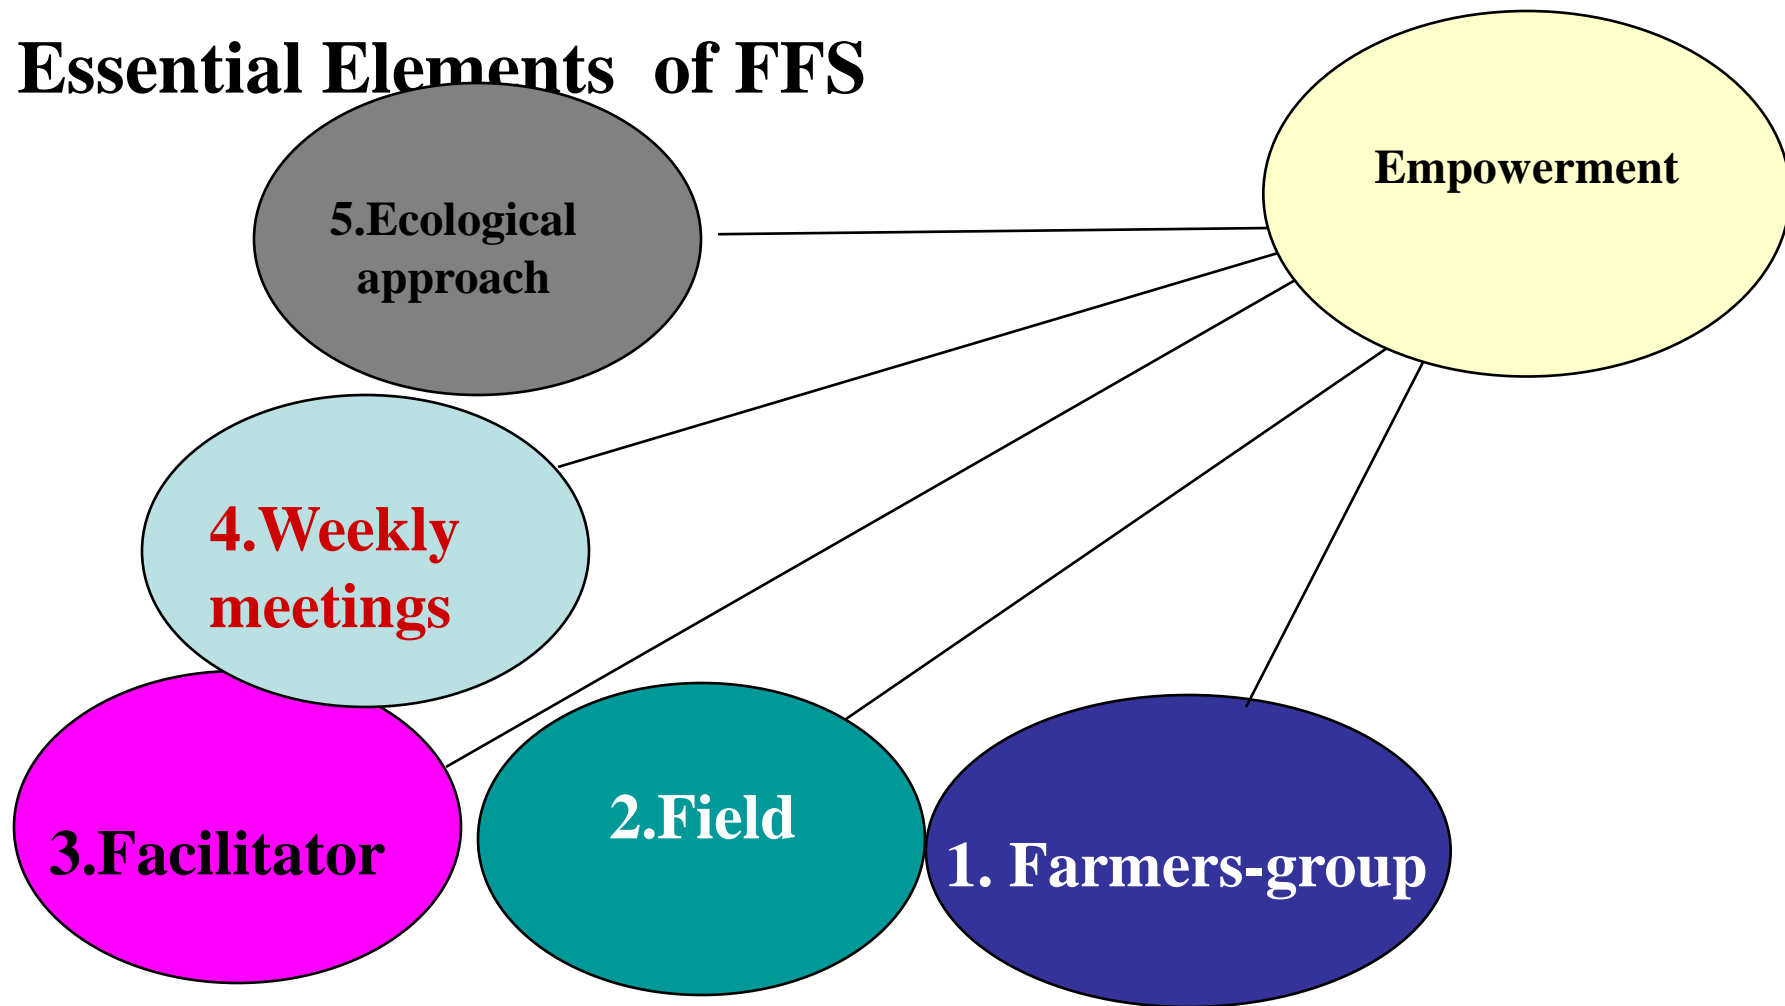 Essential Elements of FFS
Empowerment
5.Ecological
approach
4.Weekly
meetings
3.Facilitator
2.Field
1. Farmers-group